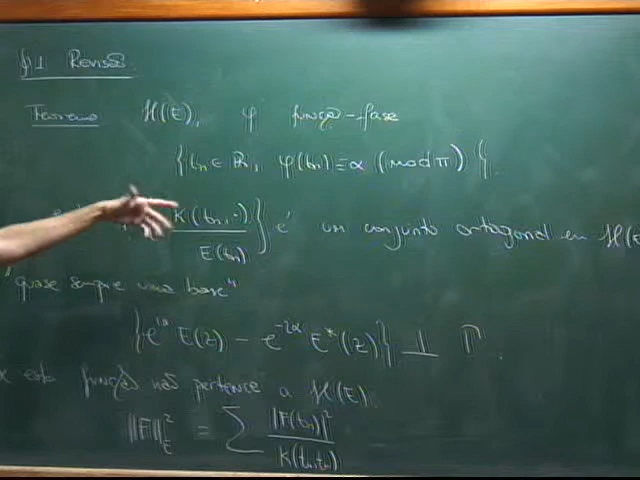 §1 Revisão
Teorema H(E), φ função-fase
{tₙ ∈ ℝ, φ(tₙ) ≡ α (mod π)}.
K(tₙ, ·)/E(tₙ)} é um conjunto ortogonal em H(E
"quase sempre uma base"
{e^{iα} E(z) − e^{-iα} E*(z)} ⊥ Γ.
se esta função não pertence a H(E)
‖F‖²_E = Σ |F(tₙ)|²/K(tₙ,tₙ)